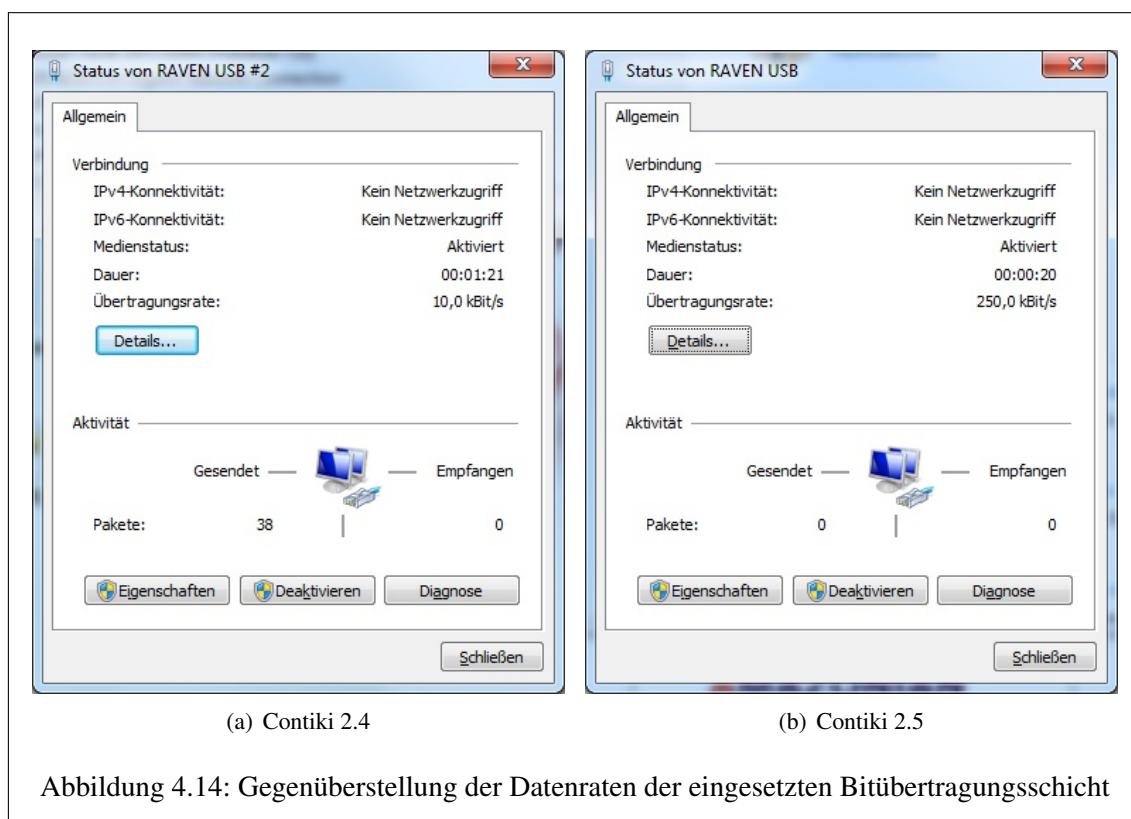 Status von RAVEN USB #2
Allgemein
Verbindung
IPv4-Konnektivität: Kein Netzwerkzugriff
IPv6-Konnektivität: Kein Netzwerkzugriff
Medienstatus: Aktiviert
Dauer: 00:01:21
Übertragungsrate: 10,0 kBit/s
Details...
Aktivität
Gesendet Empfangen
Pakete: 38 0
Eigenschaften Deaktivieren Diagnose
Schließen
(a) Contiki 2.4
Status von RAVEN USB
Allgemein
Verbindung
IPv4-Konnektivität: Kein Netzwerkzugriff
IPv6-Konnektivität: Kein Netzwerkzugriff
Medienstatus: Aktiviert
Dauer: 00:00:20
Übertragungsrate: 250,0 kBit/s
Details...
Aktivität
Gesendet Empfangen
Pakete: 0 0
Eigenschaften Deaktivieren Diagnose
Schließen
(b) Contiki 2.5
Abbildung 4.14: Gegenüberstellung der Datenraten der eingesetzten Bitübertragungsschicht